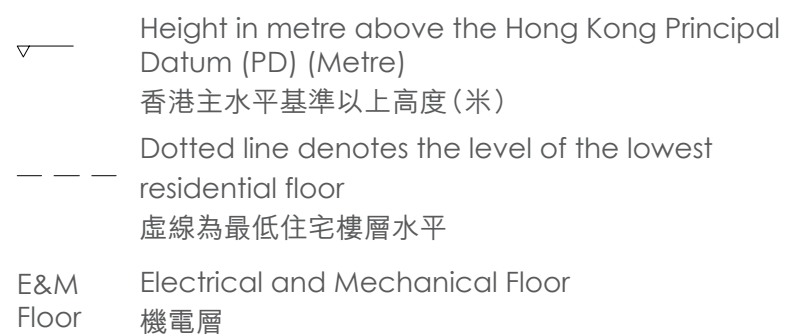 Height in metre above the Hong Kong Principal
Datum (PD) (Metre)
香港主水平基準以上高度(米)
Dotted line denotes the level of the lowest
residential floor
虛線為最低住宅樓層水平
E&M Floor
Electrical and Mechanical Floor
機電層